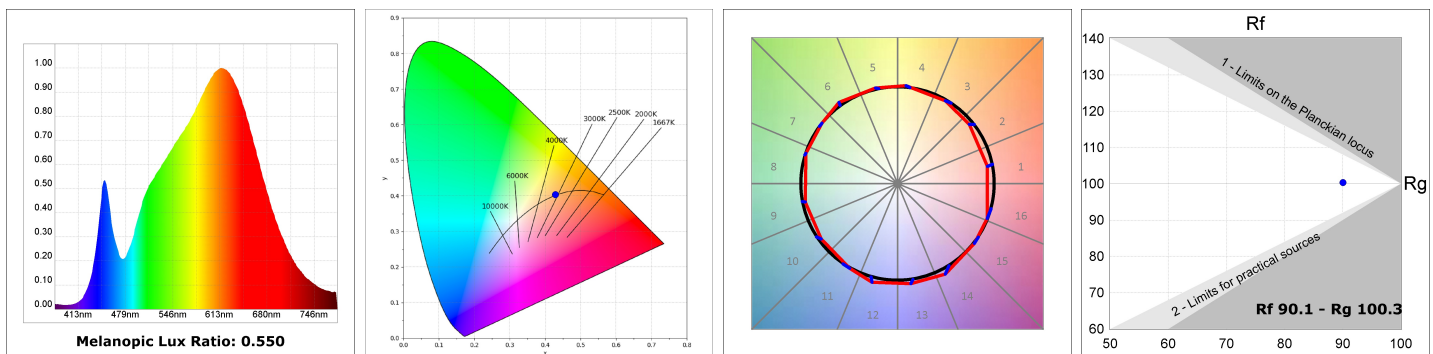 1.00
0.90
0.80
0.70
0.60
0.50
0.40
0.30
0.20
0.10
0.00
413nm 479nm 546nm 613nm 680nm 746nm
Melanopic Lux Ratio: 0.550
0.9
0.8
0.7
0.6
0.5
0.4
0.3
0.2
0.1
0.0
y
0.0 0.1 0.2 0.3 0.4 0.5 0.6 0.7 0.8
x
10000K
6000K
4000K
3000K
2500K
2000K
1667K
1
2
3
4
5
6
7
8
9
10
11
12
13
14
15
16
Rf
140
130
120
110
100
90
80
70
60
50 60 70 80 90 100
Rg
1 - Limits on the Planckian locus
2 - Limits for practical sources
Rf 90.1 - Rg 100.3